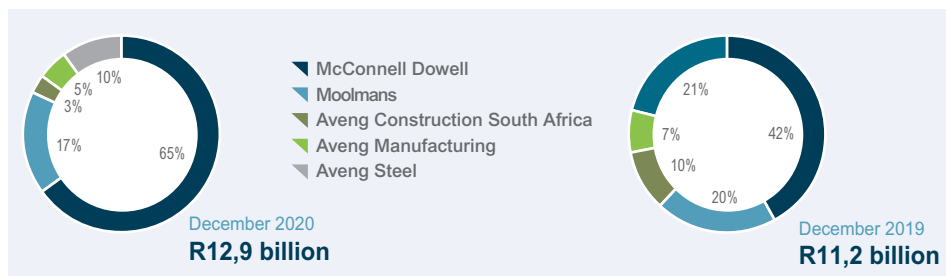 10%
5%
3%
17%
65%
December 2020
R12,9 billion
McConnell Dowell
Moolmans
Aveng Construction South Africa
Aveng Manufacturing
Aveng Steel
21%
7%
42%
10%
20%
December 2019
R11,2 billion